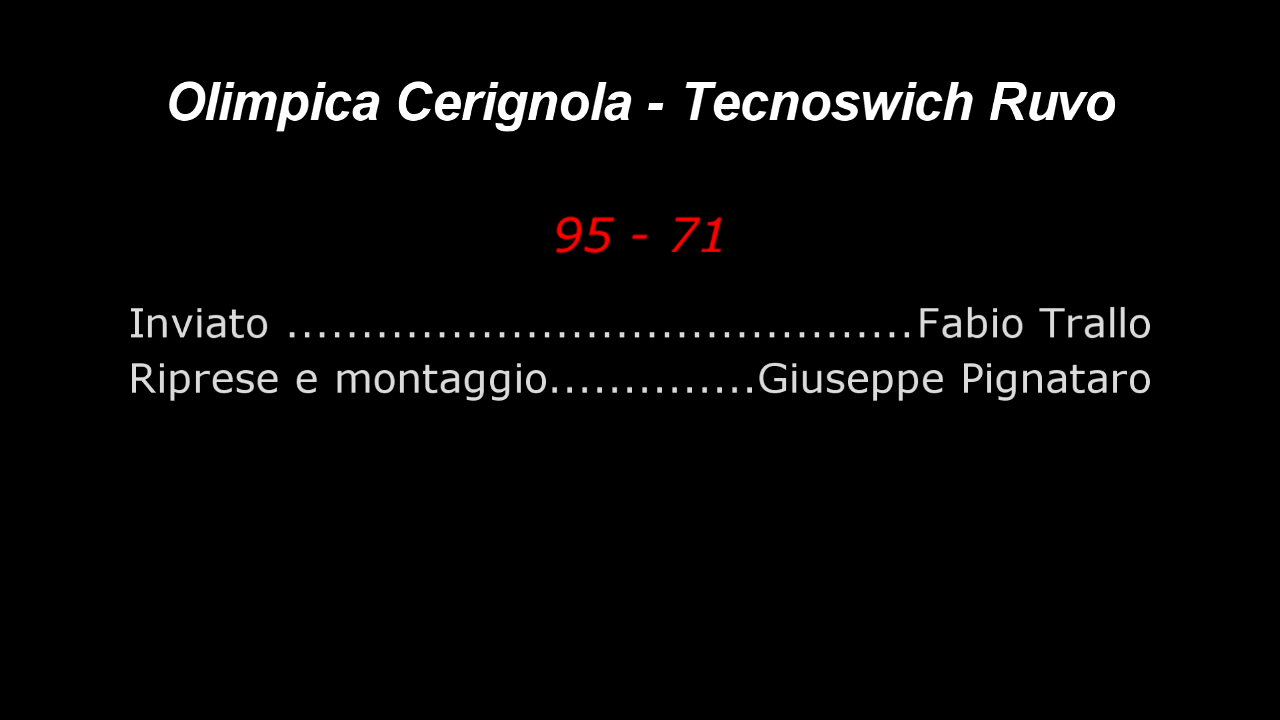 Olimpica Cerignola - Tecnoswich Ruvo
95 - 71
Inviato ..........................................Fabio Trallo
Riprese e montaggio..............Giuseppe Pignataro